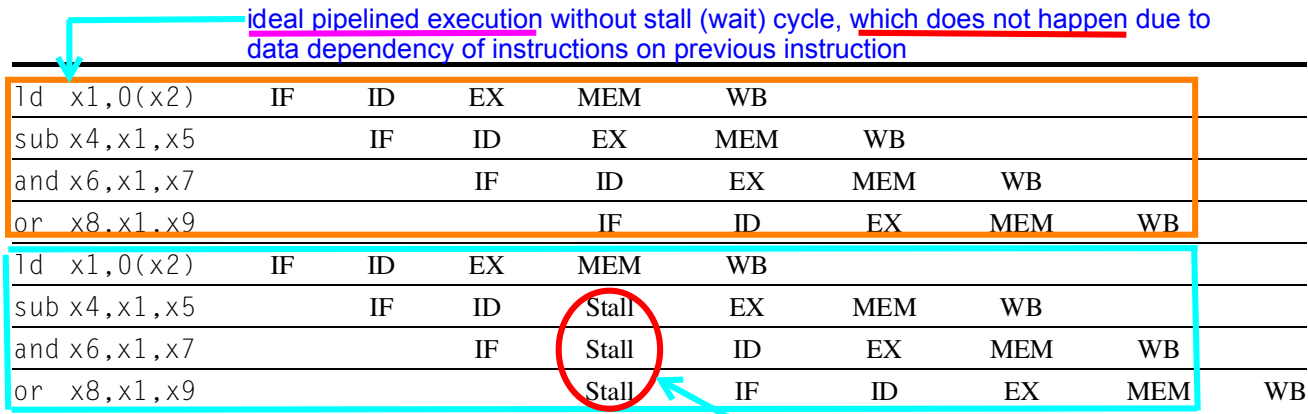 ideal pipelined execution without stall (wait) cycle, which does not happen due to
data dependency of instructions on previous instruction
ld x1,0(x2) IF ID EX MEM WB
sub x4,x1,x5 IF ID EX MEM WB
and x6,x1,x7 IF ID EX MEM WB
or x8,x1,x9 IF ID EX MEM WB
ld x1,0(x2) IF ID EX MEM WB
sub x4,x1,x5 IF ID Stall EX MEM WB
and x6,x1,x7 IF Stall ID EX MEM WB
or x8,x1,x9 Stall IF ID EX MEM WB